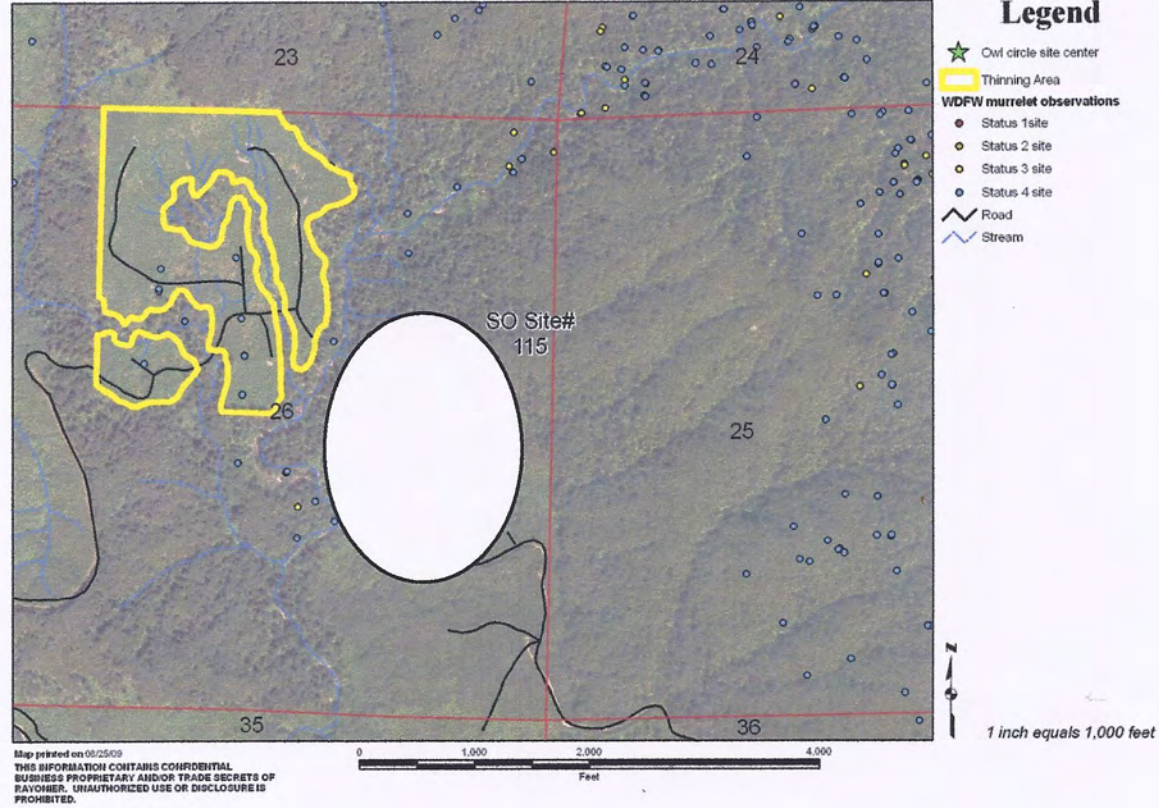 Legend
Owl circle site center
Thinning Area
WDFW murrelet observations
Status 1site
Status 2 site
Status 3 site
Status 4 site
Road
Stream
23
24
SO Site#
115
26
25
35
36
N
1 inch equals 1,000 feet
Map printed on 08/25/09
THIS INFORMATION CONTAINS CONFIDENTIAL
BUSINESS PROPRIETARY AND/OR TRADE SECRETS OF
RAYONIER. UNAUTHORIZED USE OR DISCLOSURE IS
PROHIBITED.
0 1,000 2,000 4,000
Feet